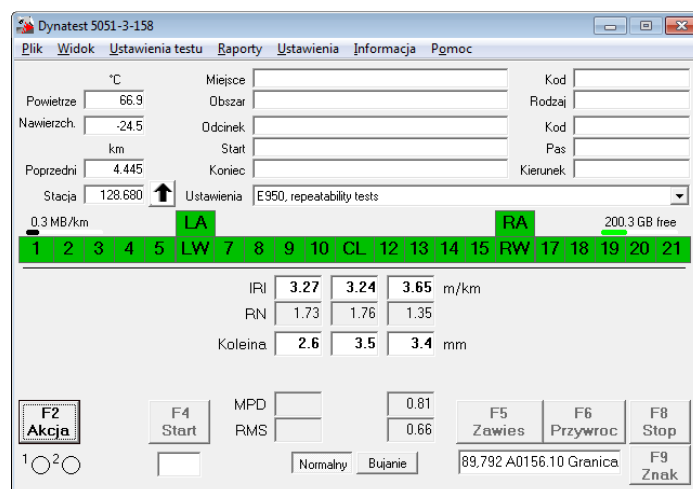 Dynatest 5051-3-158
Plik Widok Ustawienia testu Raporty Ustawienia Informacja Pomoc
°C Miejsce Kod
Powietrze 66.9 Obszar Rodzaj
Nawierzch. -24.5 Odcinek Kod
km Start Pas
Poprzedni 4.445 Koniec Kierunek
Stacja 128.680 Ustawienia E950, repeatability tests
0.3 MB/km LA RA 200.3 GB free
1 2 3 4 5 LW 7 8 9 10 CL 12 13 14 15 RW 17 18 19 20 21
IRI 3.27 3.24 3.65 m/km
RN 1.73 1.76 1.35
Koleina 2.6 3.5 3.4 mm
MPD 0.81
RMS 0.66
F2 Akcja F4 Start F5 Zawies F6 Przywroc F8 Stop
1 2 Normalny Bujanie 89,792 A0156.10 Granica F9 Znak